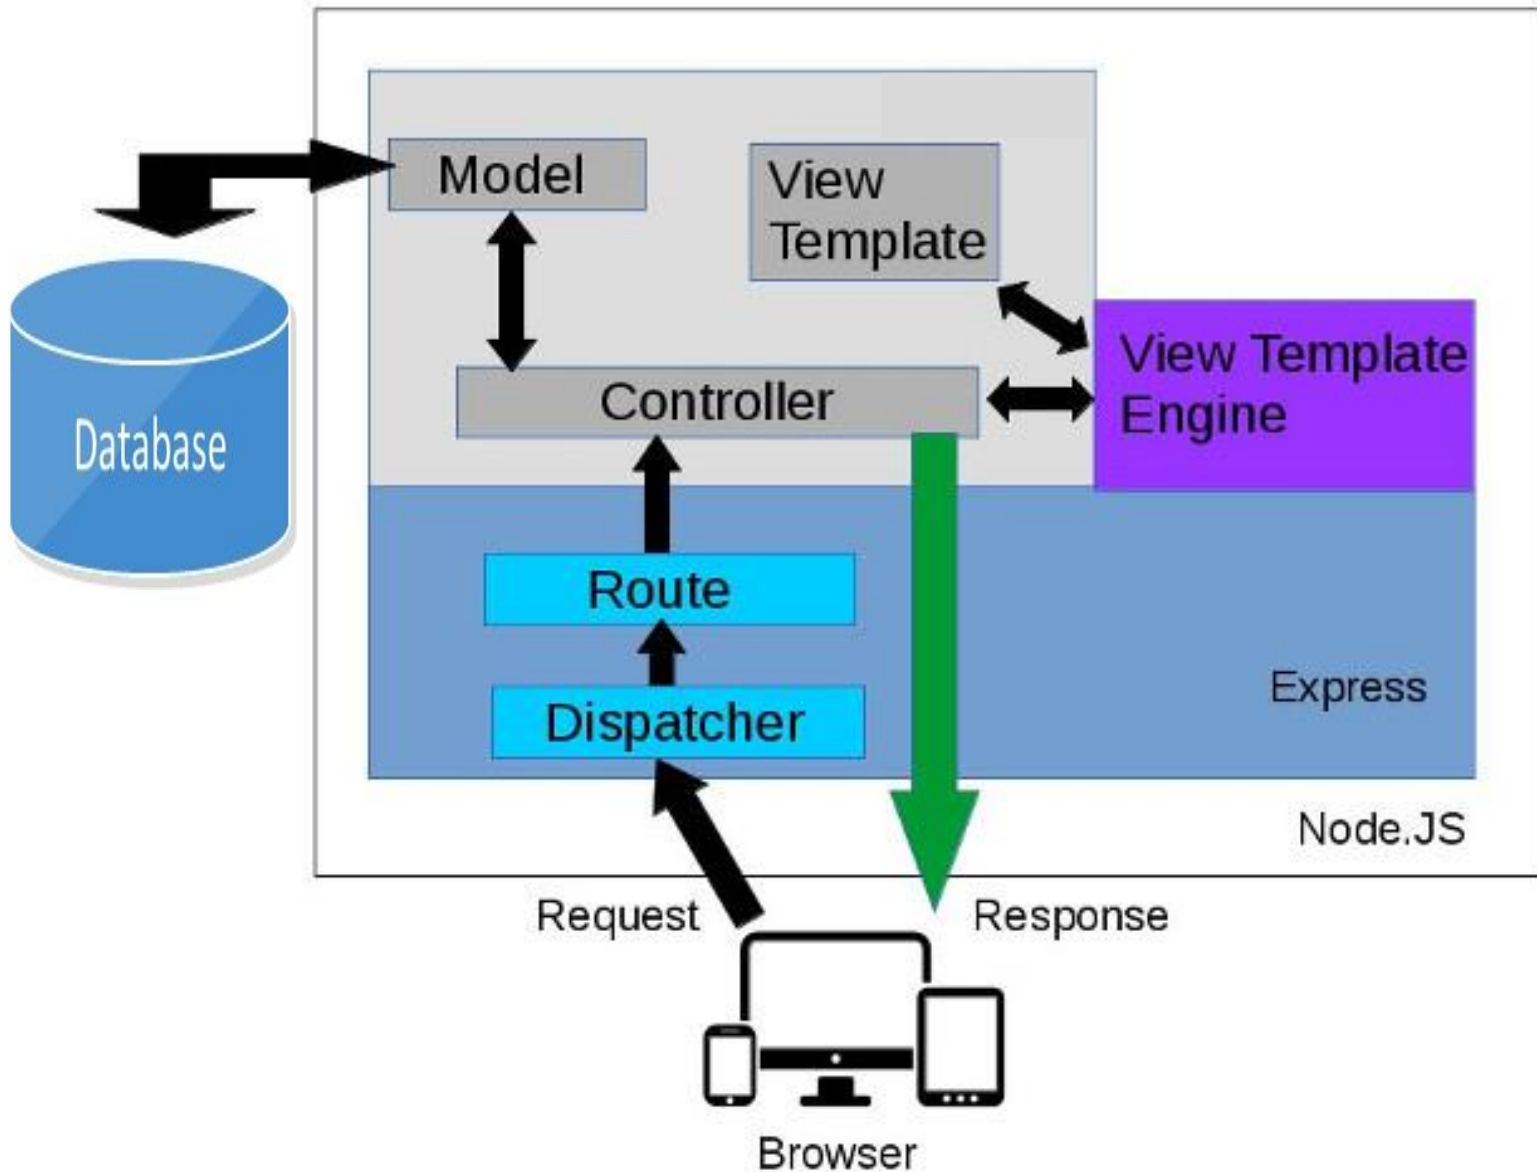 Model
View
Template
View Template
Engine
Controller
Database
Route
Express
Dispatcher
Node.JS
Request
Response
Browser